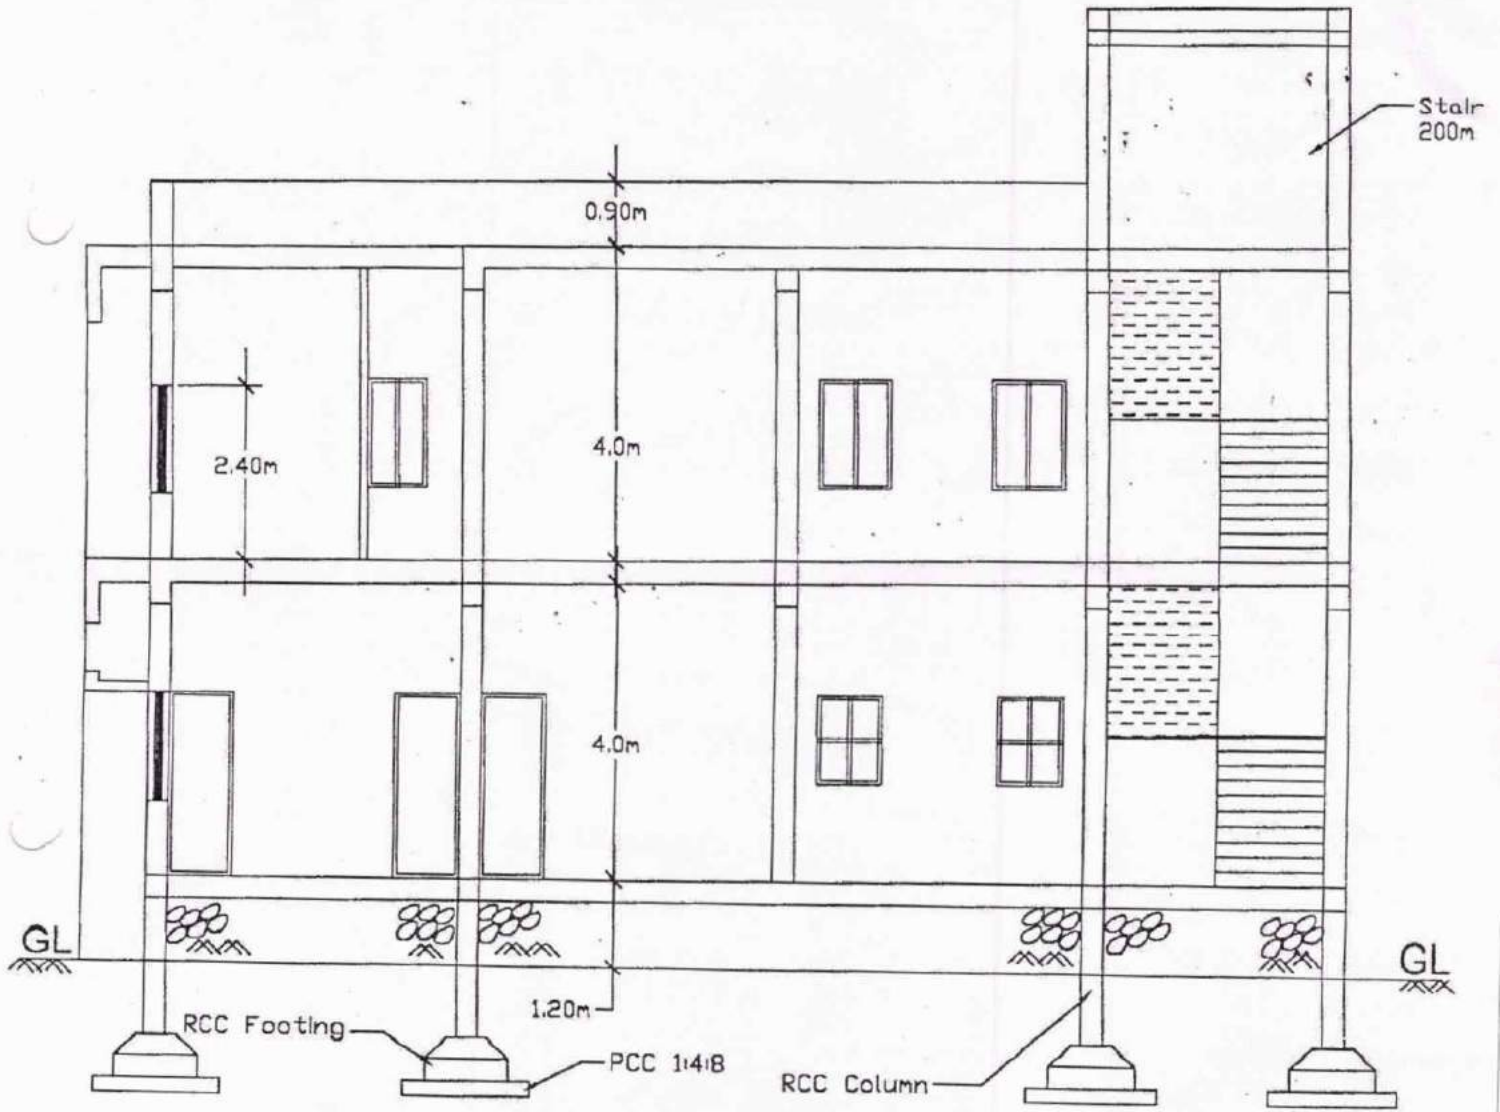 Stair
200m
0.90m
2.40m
4.0m
4.0m
GL
GL
1.20m
RCC Footing
PCC 1:4:8
RCC Column